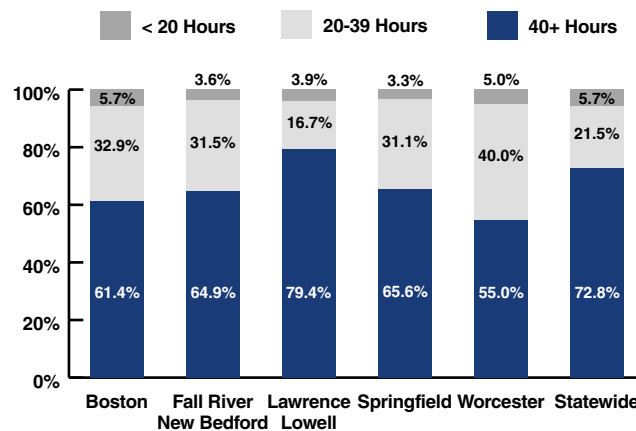 < 20 Hours 20-39 Hours 40+ Hours
3.6% 3.9% 3.3% 5.0%
100%
5.7% 5.7%
16.7%
32.9% 31.5% 31.1% 40.0% 21.5%
80%
60%
40%
61.4% 64.9% 79.4% 65.6% 55.0% 72.8%
20%
0%
Boston Fall River Lawrence Springfield Worcester Statewide
New Bedford Lowell